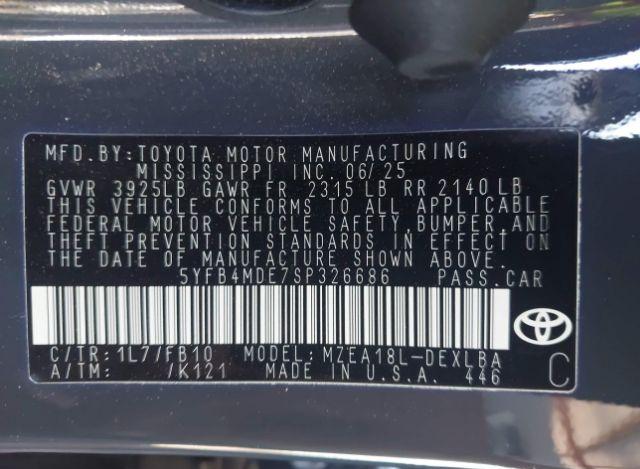 MFD.BY:TOYOTA MOTOR MANUFACTURING
MISSISSIPPI INC. 06/25
GVWR 3925LB GAWR FR 2315 LB RR 2140 LB
THIS VEHICLE CONFORMS TO ALL APPLICABLE
FEDERAL MOTOR VEHICLE SAFETY,BUMPER,AND
THEFT PREVENTION STANDARDS IN EFFECT ON
THE DATE OF MANUFACTURE SHOWN ABOVE.
5YFB4MDE7SP326686 PASS.CAR
C/TR:1L7/FB10 MODEL:MZEA18L-DEXLBA
A/TM: /K121 MADE IN U.S.A. 446 C